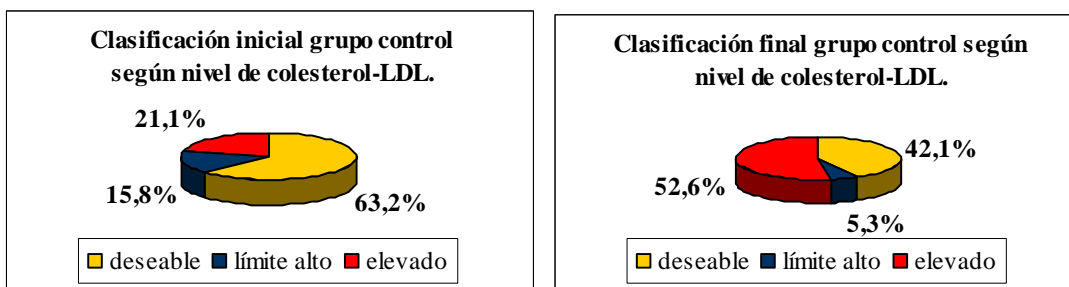 Clasificación inicial grupo control
según nivel de colesterol-LDL.
21,1%
15,8%
63,2%
deseable límite alto elevado
Clasificación final grupo control según
nivel de colesterol-LDL.
42,1%
52,6%
5,3%
deseable límite alto elevado